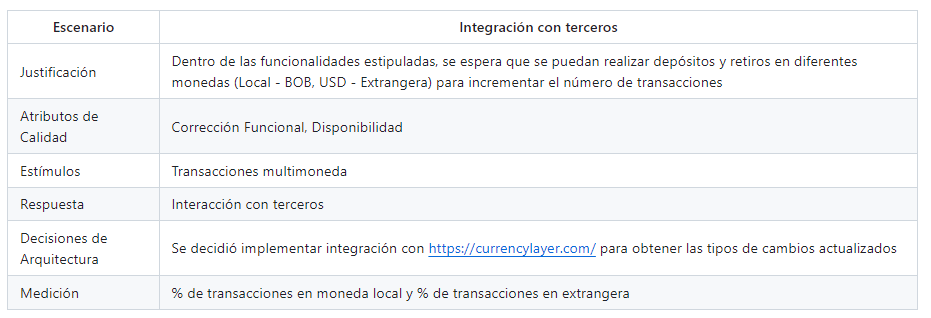 Escenario Integración con terceros
Justificación
Dentro de las funcionalidades estipuladas, se espera que se puedan realizar depósitos y retiros en diferentes
monedas (Local - BOB, USD - Extrangera) para incrementar el número de transacciones
Atributos de
Calidad
Corrección Funcional, Disponibilidad
Estímulos Transacciones multimoneda
Respuesta Interacción con terceros
Decisiones de
Arquitectura
Se decidió implementar integración con https://currencylayer.com/ para obtener las tipos de cambios actualizados
Medición % de transacciones en moneda local y % de transacciones en extrangera